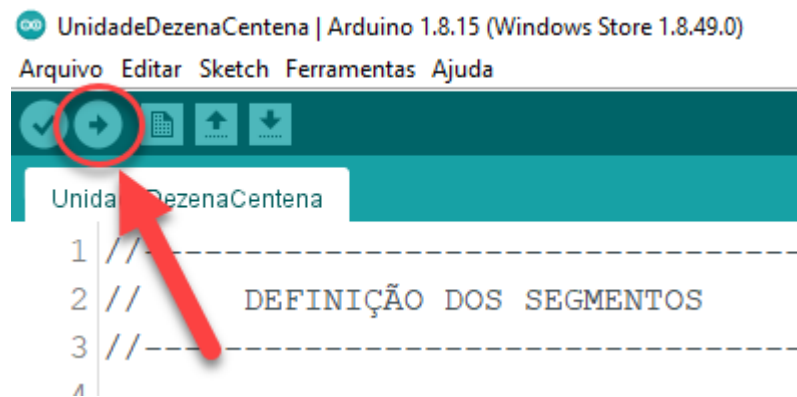 UnidadeDezenaCentena | Arduino 1.8.15 (Windows Store 1.8.49.0)
Arquivo Editar Sketch Ferramentas Ajuda
DezenaCentena
1 //---------------------------------
2 // DEFINIÇÃO DOS SEGMENTOS
3 //---------------------------------
4